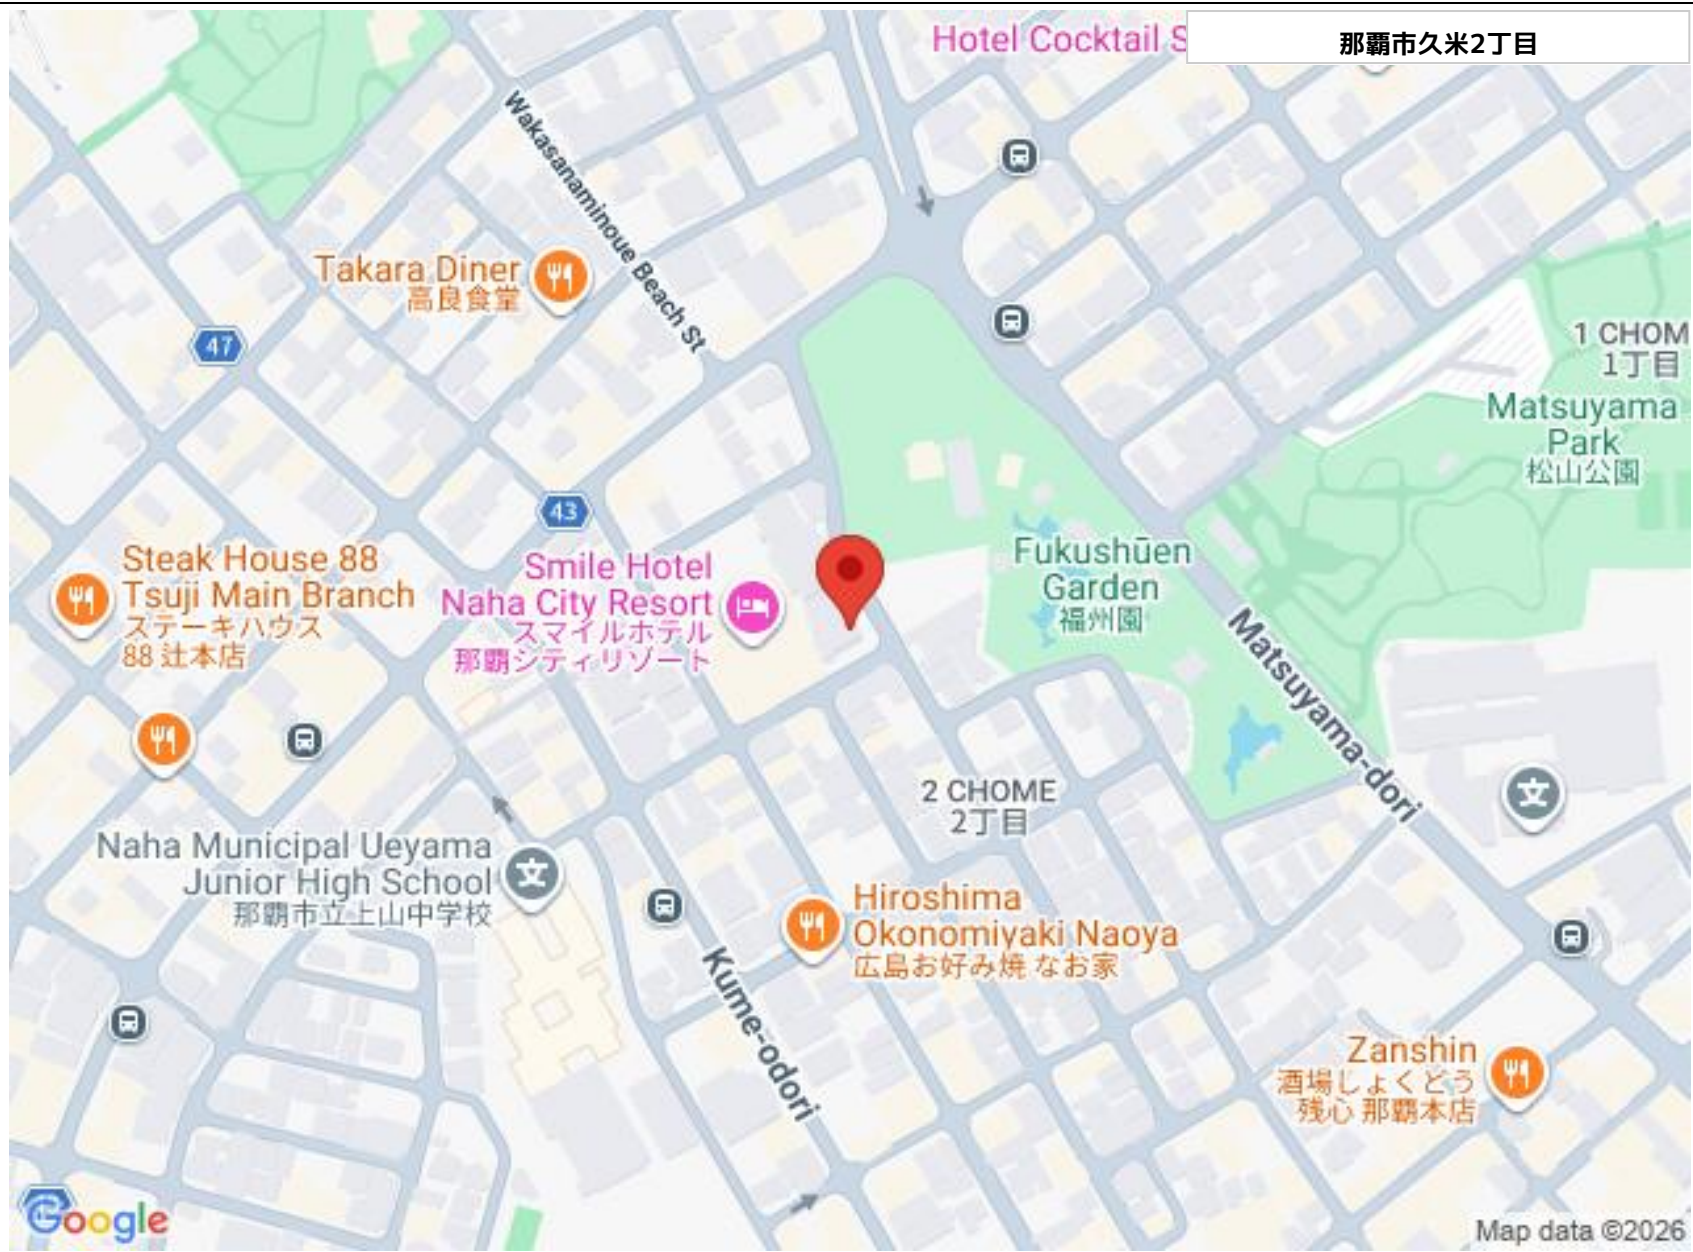 Hotel Cocktail S
那覇市久米2丁目
Wakasanaminoue Beach St
Takara Diner
高良食堂
47
1 CHOM
1丁目
Matsuyama
Park
松山公園
43
Steak House 88
Tsuji Main Branch
ステーキハウス
88 辻本店
Smile Hotel
Naha City Resort
スマイルホテル
那覇シティリゾート
Fukushūen
Garden
福州園
Matsuyama-dori
2 CHOME
2丁目
文
Naha Municipal Ueyama
Junior High School
那覇市立上山中学校
文
Hiroshima
Okonomiyaki Naoya
広島お好み焼 なお家
Kume-odori
Zanshin
酒場しょくどう
残心 那覇本店
Google
Map data ©2026